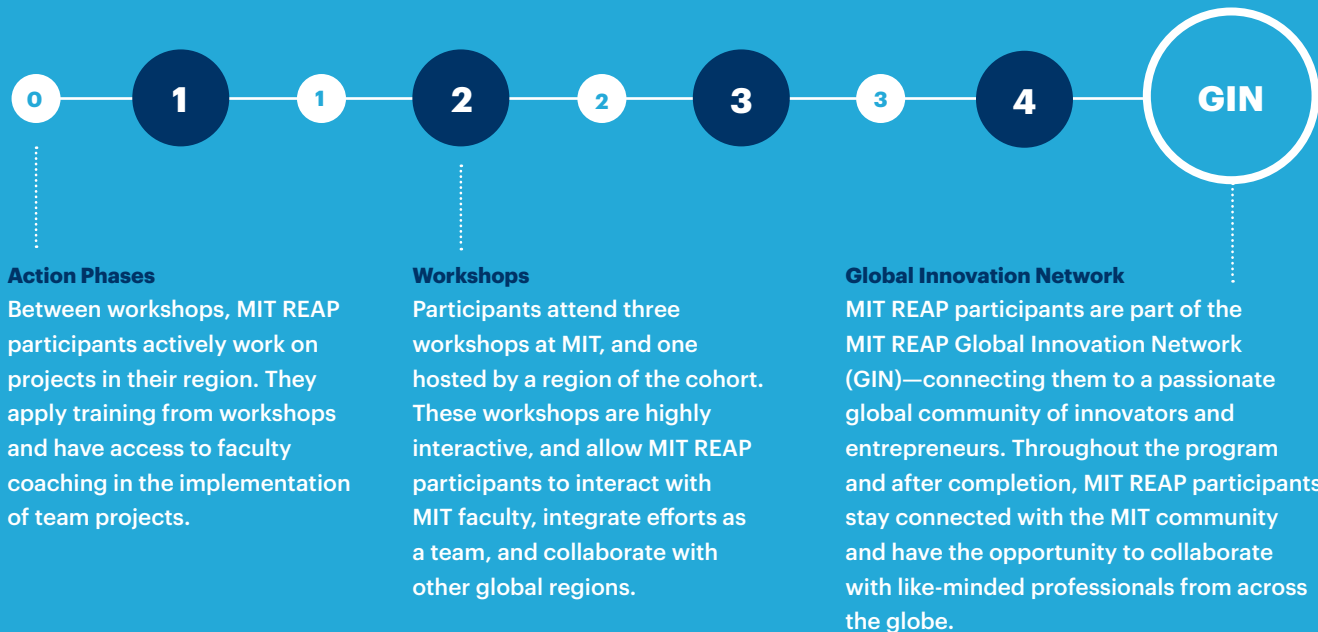 0
1
1
2
2
3
3
4
GIN
Action Phases
Between workshops, MIT REAP
participants actively work on
projects in their region. They
apply training from workshops
and have access to faculty
coaching in the implementation
of team projects.
Workshops
Participants attend three
workshops at MIT, and one
hosted by a region of the cohort.
These workshops are highly
interactive, and allow MIT REAP
participants to interact with
MIT faculty, integrate efforts as
a team, and collaborate with
other global regions.
Global Innovation Network
MIT REAP participants are part of the
MIT REAP Global Innovation Network
(GIN)—connecting them to a passionate
global community of innovators and
entrepreneurs. Throughout the program
and after completion, MIT REAP participants
stay connected with the MIT community
and have the opportunity to collaborate
with like-minded professionals from across
the globe.